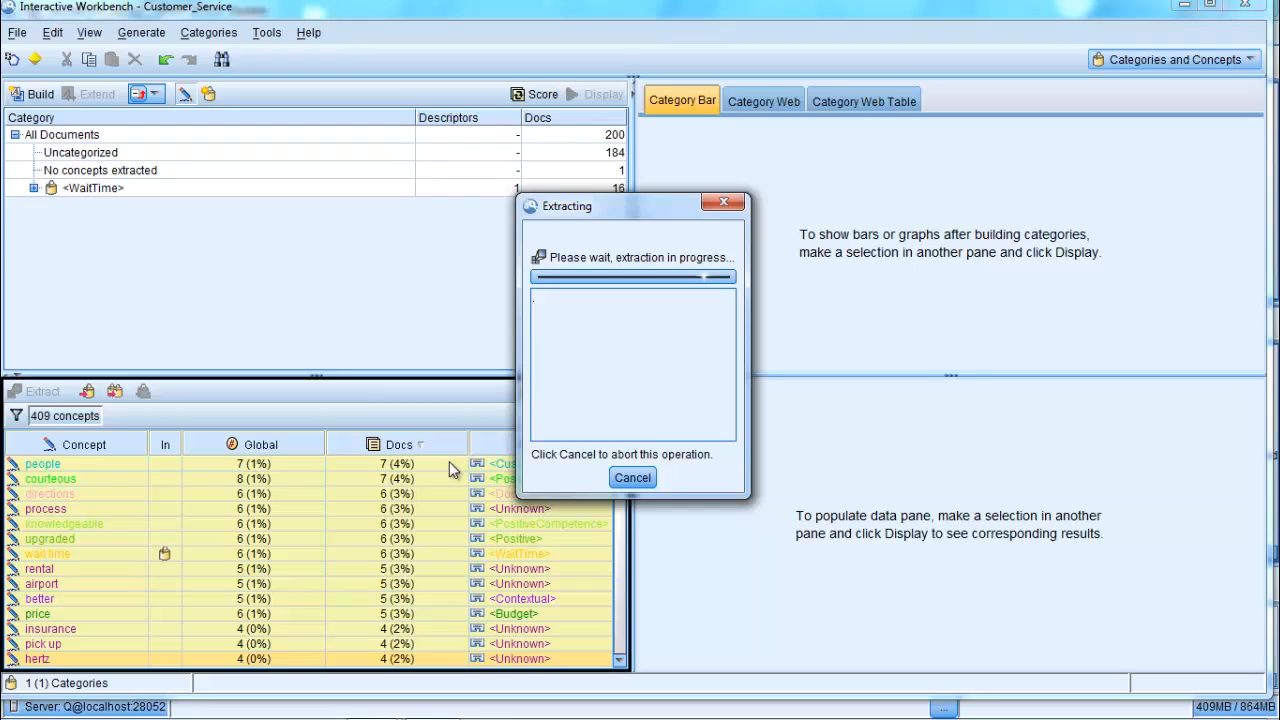 Interactive Workbench - Customer_Service
File Edit View Generate Categories Tools Help
Categories and Concepts
Build Extend Score Display
Category Bar Category Web Category Web Table
Category Descriptors Docs
All Documents - 200
Uncategorized - 184
No concepts extracted - 1
<WaitTime> 1 16
To show bars or graphs after building categories,
make a selection in another pane and click Display.
Extracting
Please wait, extraction in progress...
.
Click Cancel to abort this operation.
Cancel
Extract
409 concepts
Concept In Global Docs
people 7 (1%) 7 (4%)
courteous 8 (1%) 7 (4%)
directions 6 (1%) 6 (3%)
process 6 (1%) 6 (3%) <Unknown>
knowledgeable 6 (1%) 6 (3%) <PositiveCompetence>
upgraded 6 (1%) 6 (3%) <Positive>
wait time 6 (1%) 6 (3%) <WaitTime>
rental 5 (1%) 5 (3%) <Unknown>
airport 5 (1%) 5 (3%) <Unknown>
better 5 (1%) 5 (3%) <Contextual>
price 6 (1%) 5 (3%) <Budget>
insurance 4 (0%) 4 (2%) <Unknown>
pick up 4 (0%) 4 (2%) <Unknown>
hertz 4 (0%) 4 (2%) <Unknown>
To populate data pane, make a selection in another
pane and click Display to see corresponding results.
1 (1) Categories
Server: Q@localhost:28052 ... 409MB / 864MB